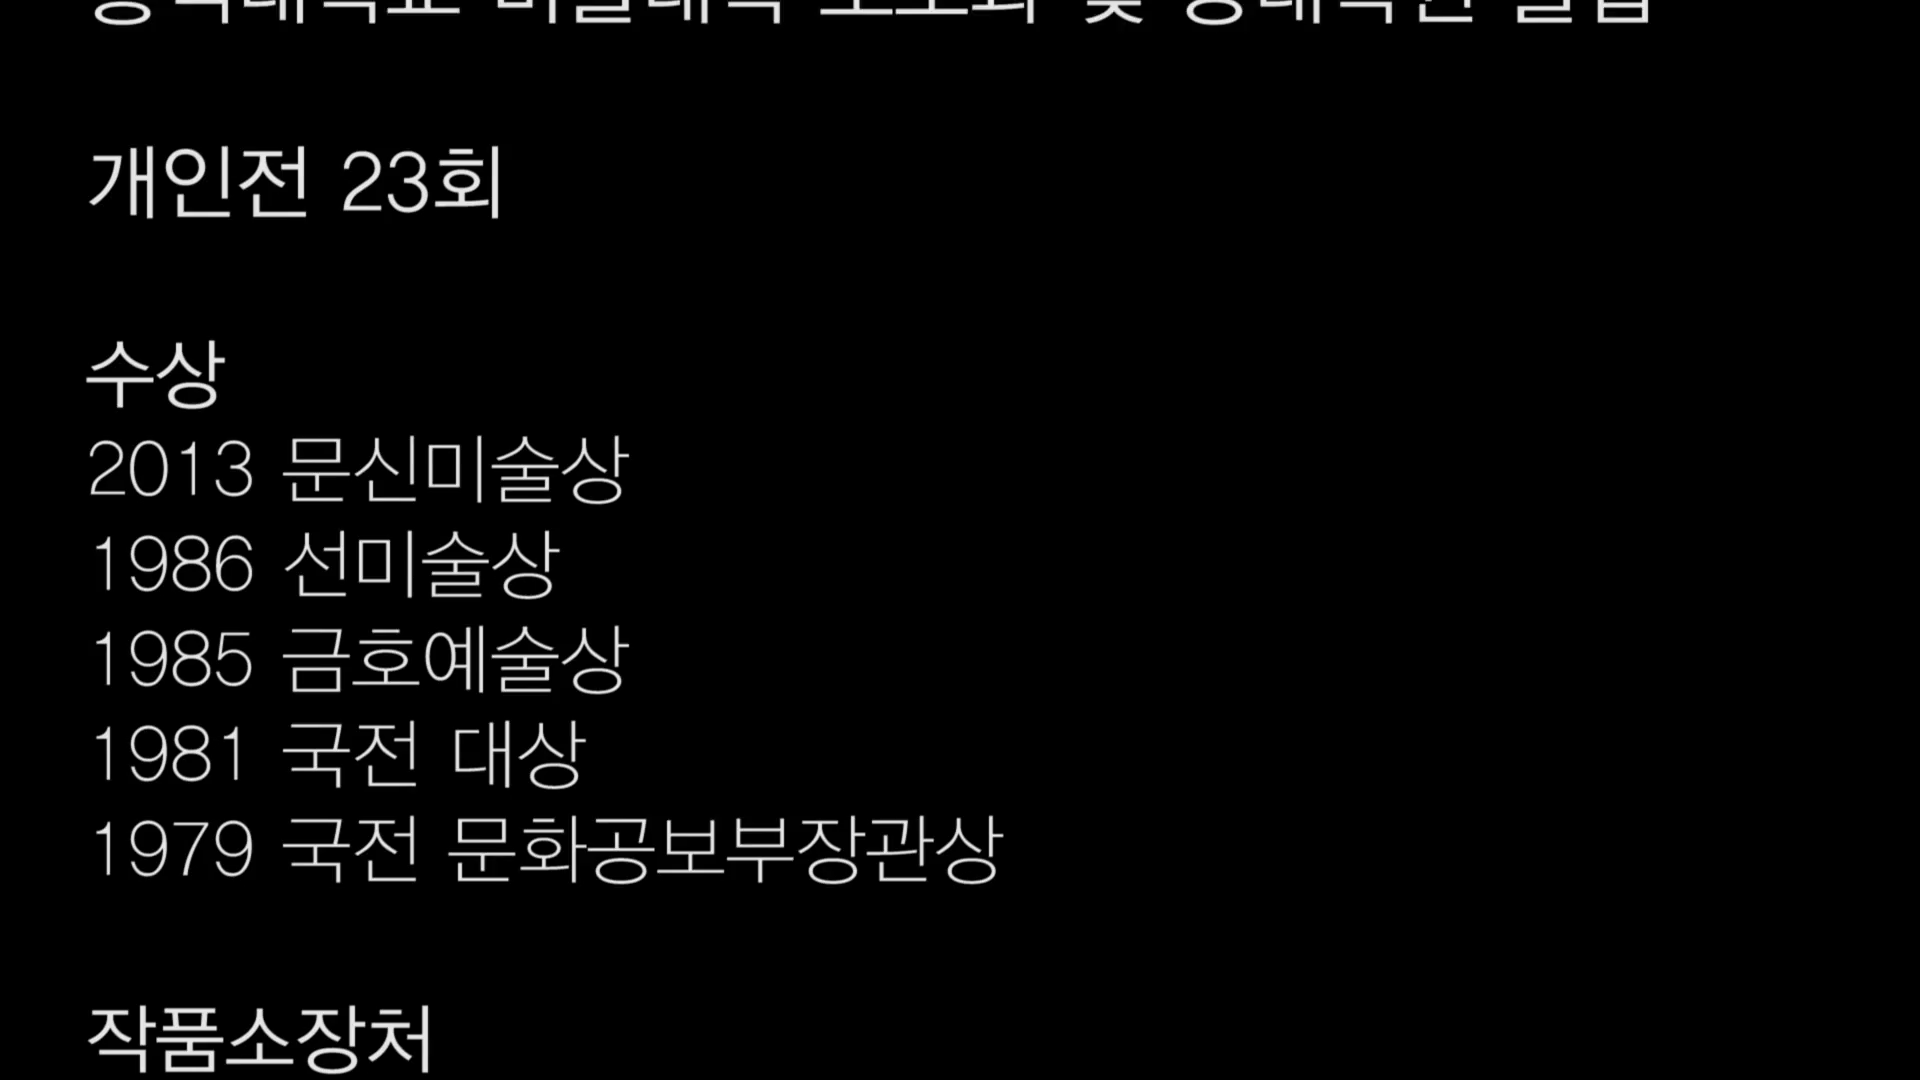 개인전 23회
수상
2013 문신미술상
1986 선미술상
1985 금호예술상
1981 국전 대상
1979 국전 문화공보부장관상
작품소장처